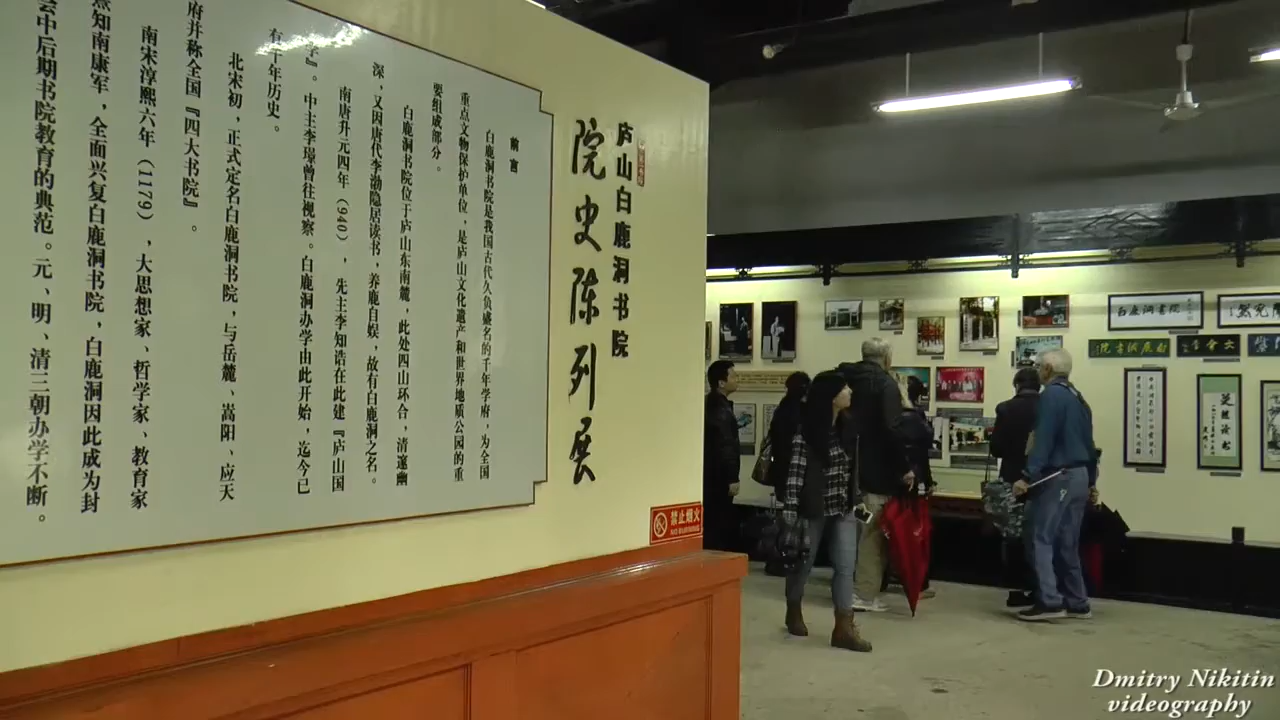 庐山白鹿洞书院
院史陈列展
前言
白鹿洞书院是我国古代久负盛名的千年学府，为全国
重点文物保护单位，是庐山文化遗产和世界地质公园的重
要组成部分。
白鹿洞书院位于庐山东南麓，此处四山环合，清邃幽
深，又因唐代李渤隐居读书，养鹿自娱，故有白鹿洞之名。
南唐升元四年（940），先主李知诰在此建『庐山国
学』。中主李璟曾往视察。白鹿洞办学由此开始，迄今已
有千年历史。
北宋初，正式定名白鹿洞书院，与岳麓、嵩阳、应天
府并称全国『四大书院』。
南宋淳熙六年（1179），大思想家、哲学家、教育家
知南康军，全面兴复白鹿洞书院，白鹿洞因此成为封
会中后期书院教育的典范。元、明、清三朝办学不断。
禁止烟火
NO BURNING
白鹿洞书院
Dmitry Nikitin
videography